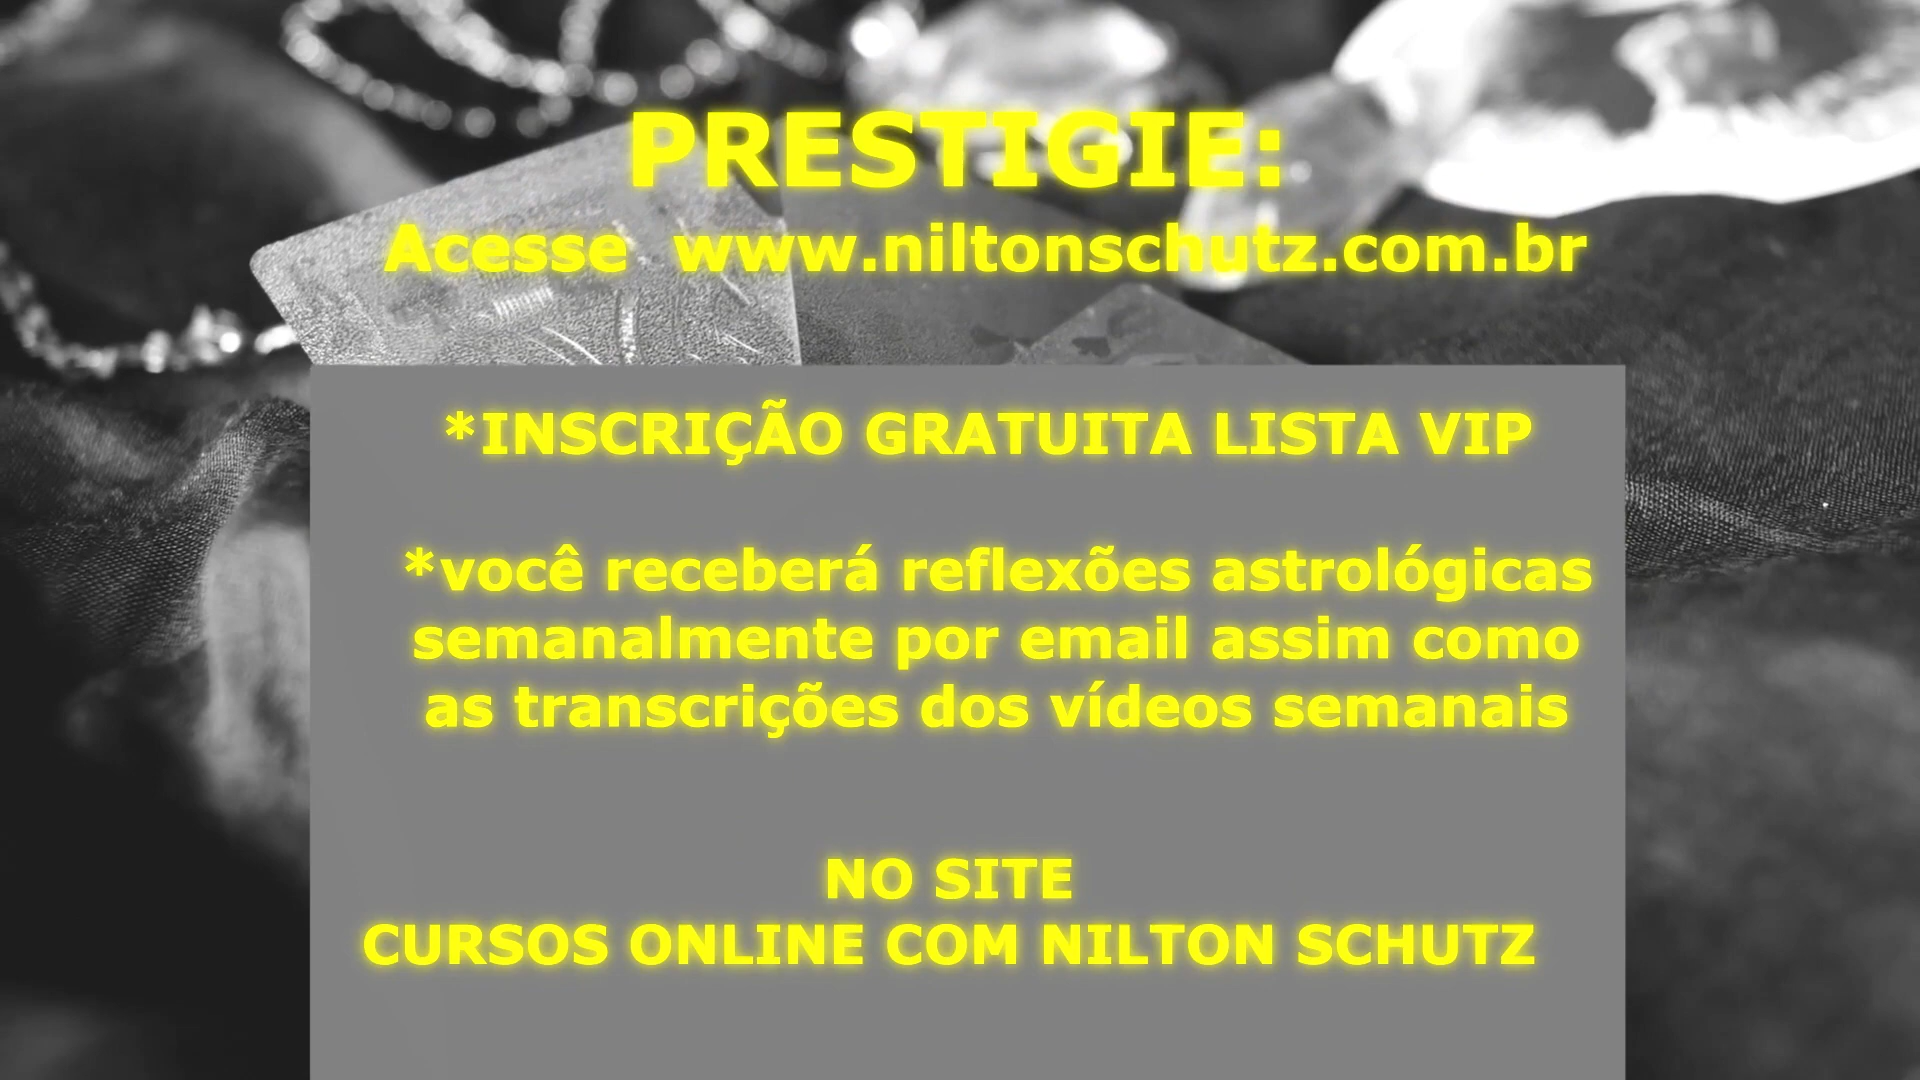 PRESTIGIE:
Acesse www.niltonschutz.com.br
*INSCRIÇÃO GRATUITA LISTA VIP
*você receberá reflexões astrológicas
semanalmente por email assim como
as transcrições dos vídeos semanais
NO SITE
CURSOS ONLINE COM NILTON SCHUTZ